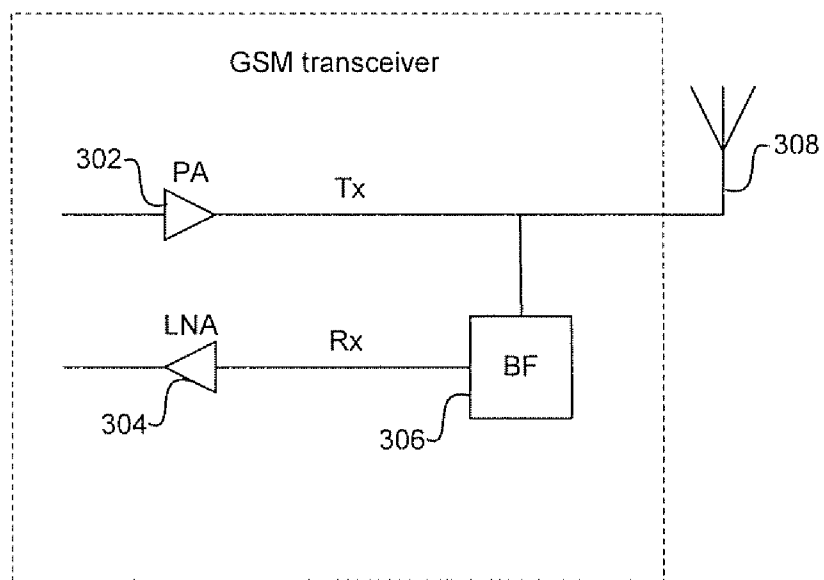 GSM transceiver
302
PA
Tx
308
LNA
Rx
304
BF
306